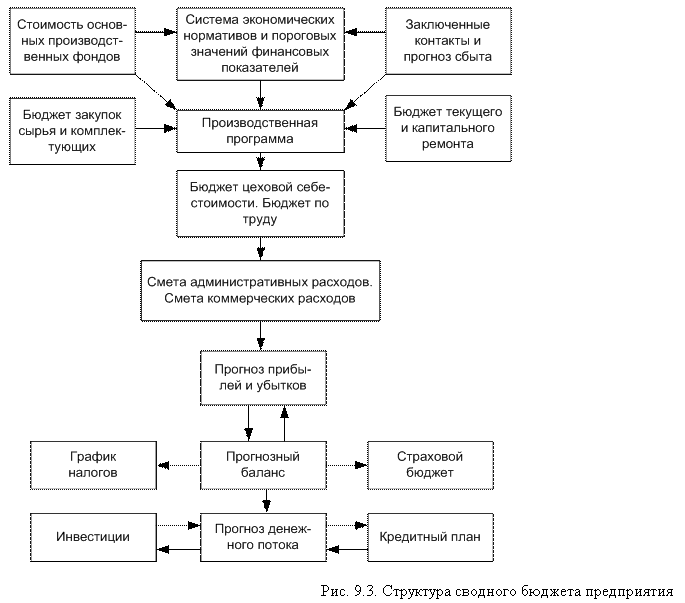 Стоимость основ-
ных производст-
венных фондов
Система экономических
нормативов и пороговых
значений финансовых
показателей
Заключенные
контакты и
прогноз сбыта
Бюджет закупок
сырья и комплек-
тующих
Производственная
программа
Бюджет текущего
и капитального
ремонта
Бюджет цеховой себе-
стоимости. Бюджет по
труду
Смета административных расходов.
Смета коммерческих расходов
Прогноз прибы-
лей и убытков
График
налогов
Прогнозный
баланс
Страховой
бюджет
Инвестиции
Прогноз денеж-
ного потока
Кредитный план
Рис. 9.3. Структура сводного бюджета предприятия